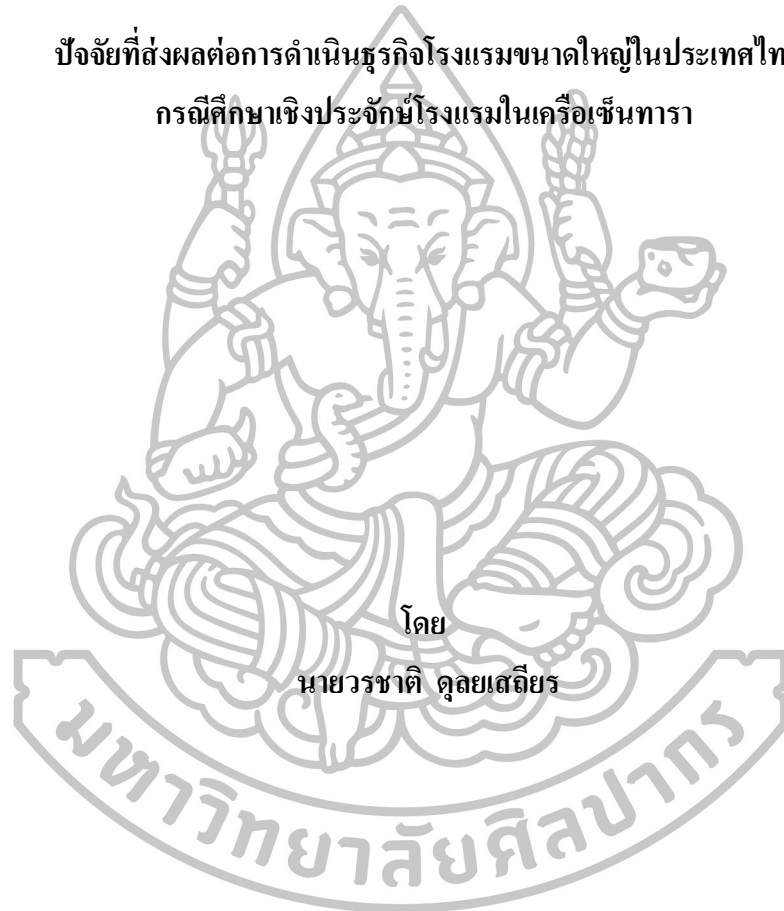 ปัจจัยที่ส่งผลต่อการดำเนินธุรกิจโรงแรมขนาดใหญ่ในประเทศไท
กรณีศึกษาเชิงประจักษ์โรงแรมในเครือเซ็นทารา
โดย
นายวรชาติ ดุลยเสถียร
มหาวิทยาลัยศิลปากร